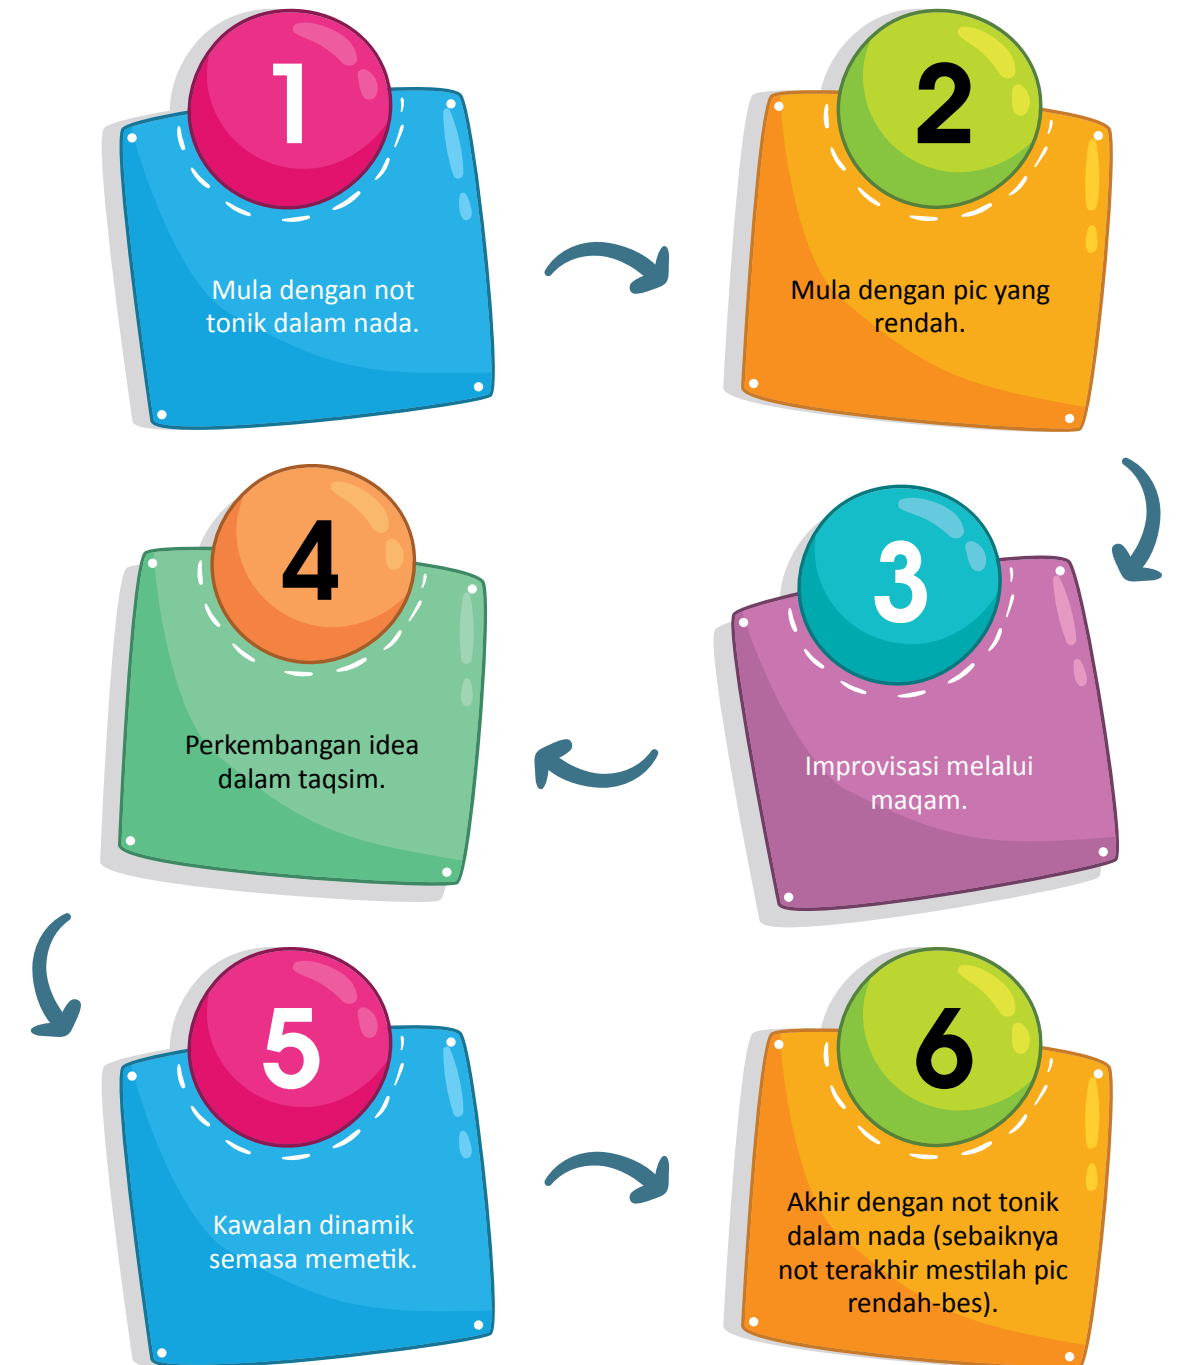 1
Mula dengan not
tonik dalam nada.
2
Mula dengan pic yang
rendah.
3
Improvisasi melalui
maqam.
4
Perkembangan idea
dalam taqsim.
5
Kawalan dinamik
semasa memetik.
6
Akhir dengan not tonik
dalam nada (sebaiknya
not terakhir mestilah pic
rendah-bes).